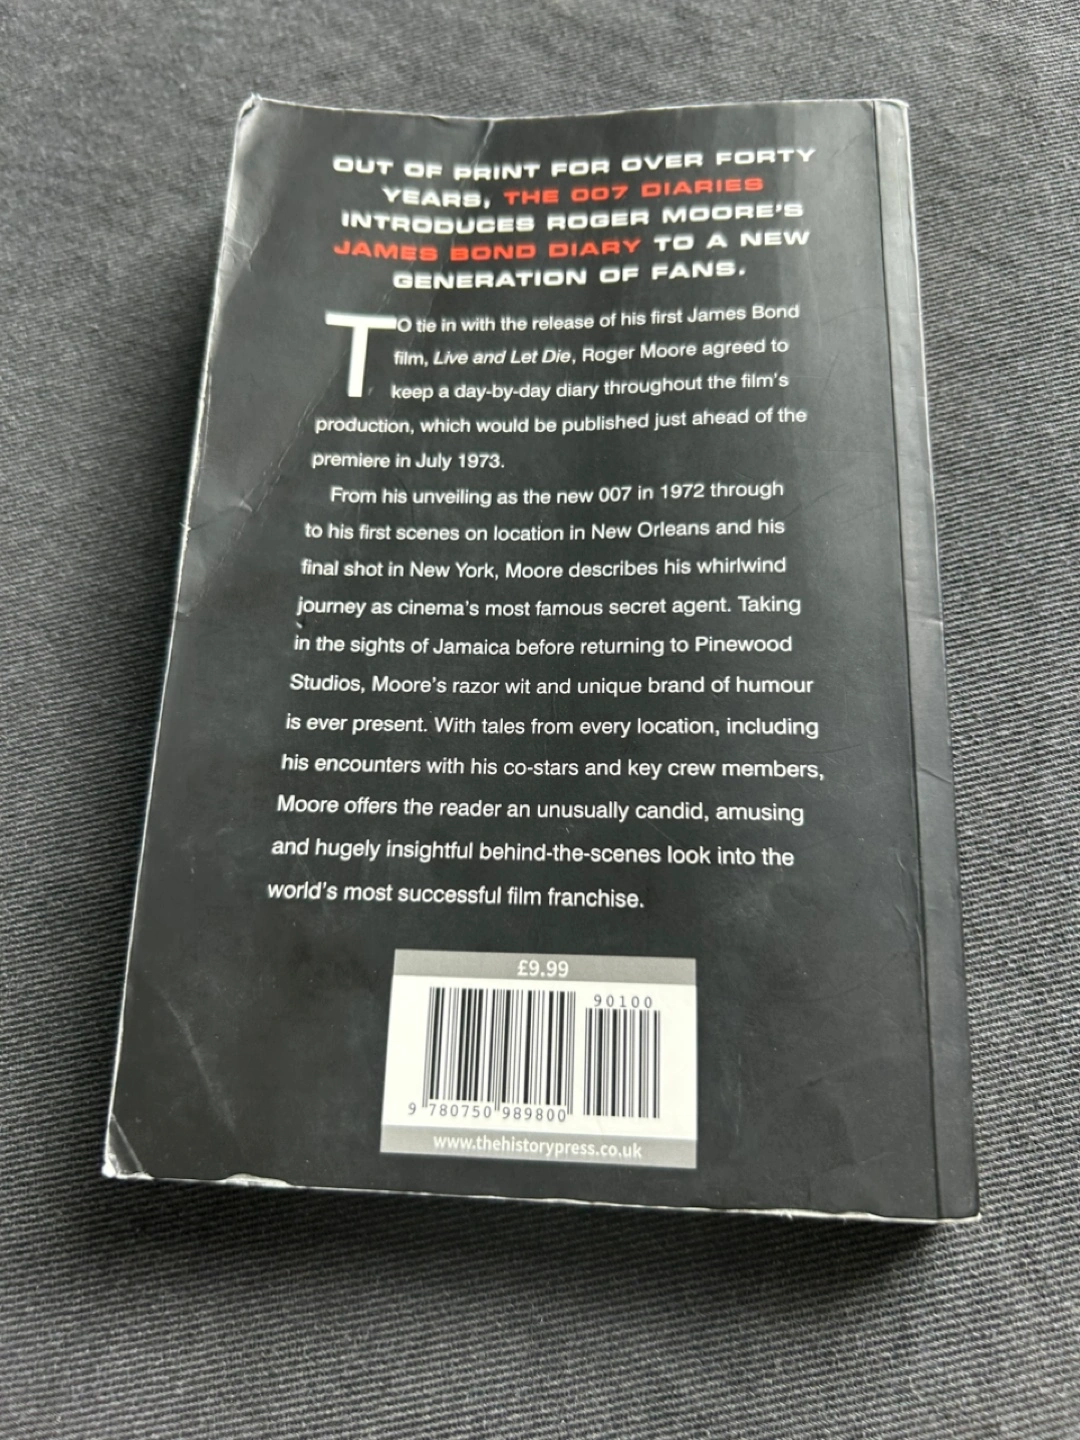 OUT OF PRINT FOR OVER FORTY
YEARS, THE 007 DIARIES
INTRODUCES ROGER MOORE'S
JAMES BOND DIARY TO A NEW
GENERATION OF FANS.
TO tie in with the release of his first James Bond
film, Live and Let Die, Roger Moore agreed to
keep a day-by-day diary throughout the film's
production, which would be published just ahead of the
premiere in July 1973.
From his unveiling as the new 007 in 1972 through
to his first scenes on location in New Orleans and his
final shot in New York, Moore describes his whirlwind
journey as cinema's most famous secret agent. Taking
in the sights of Jamaica before returning to Pinewood
Studios, Moore's razor wit and unique brand of humour
is ever present. With tales from every location, including
his encounters with his co-stars and key crew members,
Moore offers the reader an unusually candid, amusing
and hugely insightful behind-the-scenes look into the
world's most successful film franchise.
£9.99
90100
9 780750 989800
www.thehistorypress.co.uk